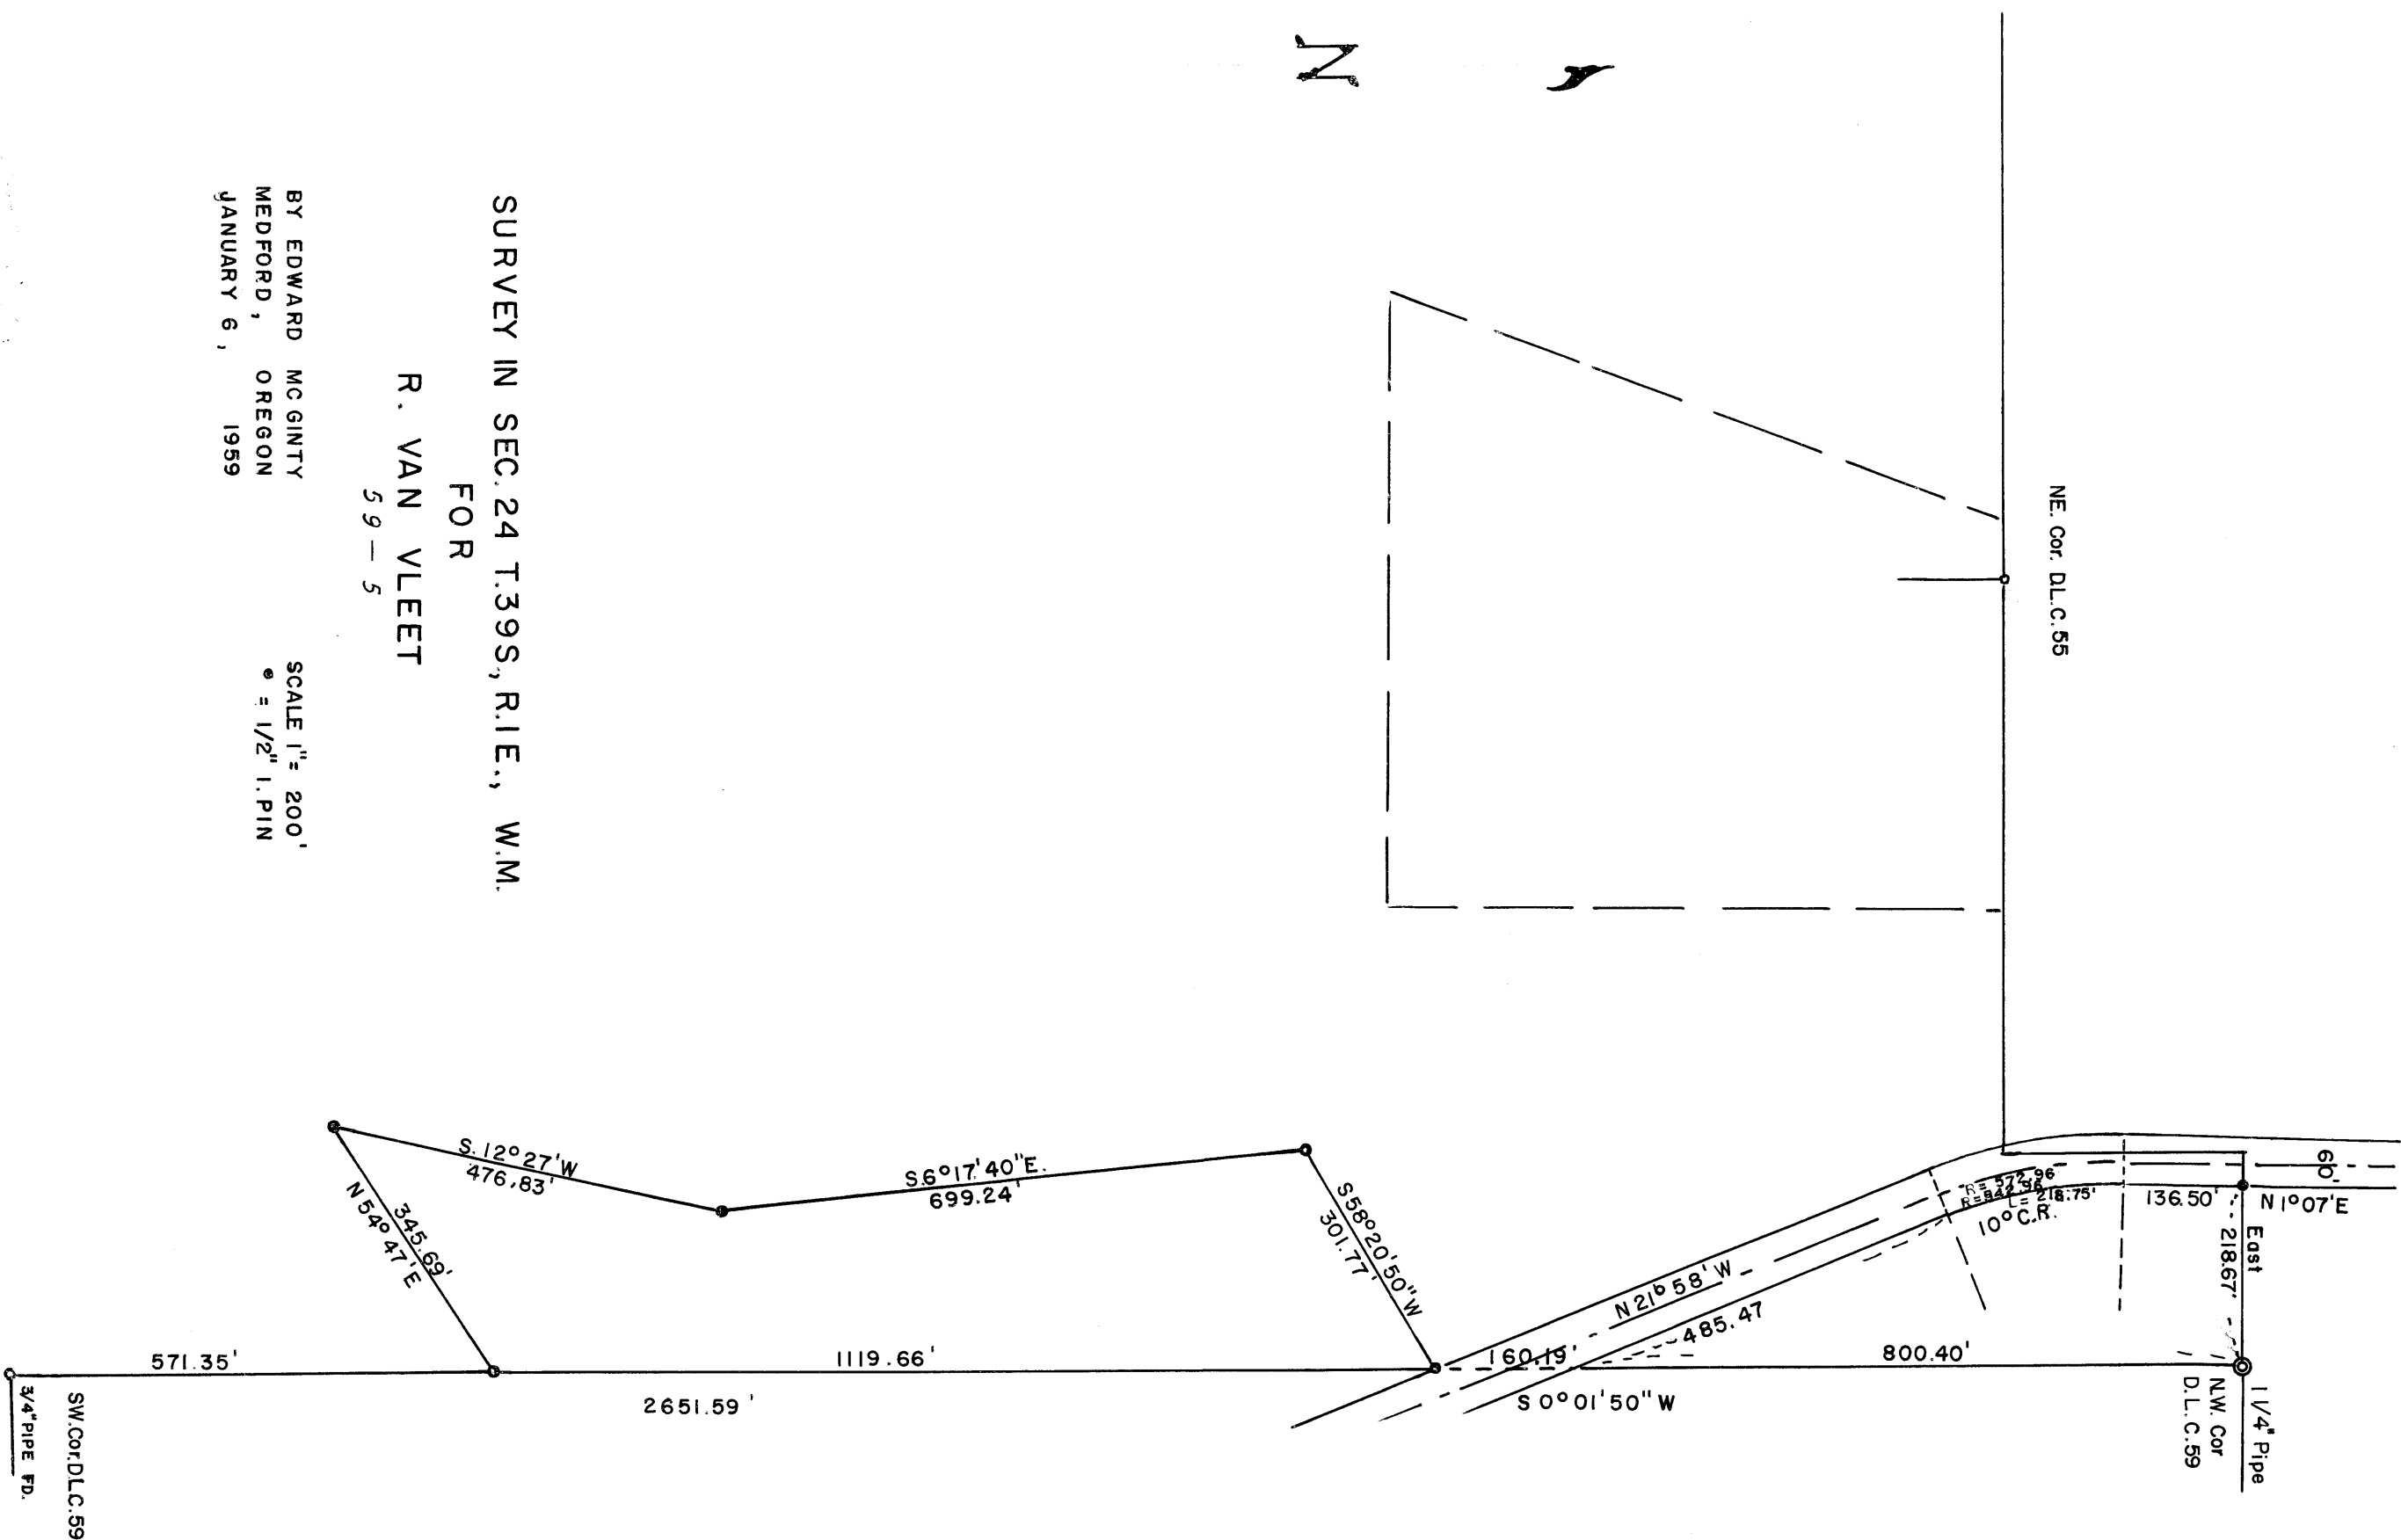 N
SURVEY IN SEC. 24 T.39S., R.1E., W.M.
FOR
R. VAN VLEET
59-5
BY EDWARD MC GINTY
MEDFORD, OREGON
JANUARY 6, 1959
SCALE 1"= 200'
= 1/2" I. PIN
NE. Cor. D.L.C. 55
60'
N 1°07'E
136.50'
East
218.67'
1 1/4" Pipe
N.W. Cor
D.L.C. 59
R= 572.96
L= 218.75'
10° C.R.
N 21° 58' W
485.47
800.40'
160.19'
S 0°01'50" W
S 58°20'50" W
301.77'
S.6°17'40"E.
699.24'
S. 12°27'W
476.83'
345.69'
N 54°47'E
1119.66'
2651.59'
571.35'
SW. Cor. D.L.C. 59
3/4" PIPE FD.